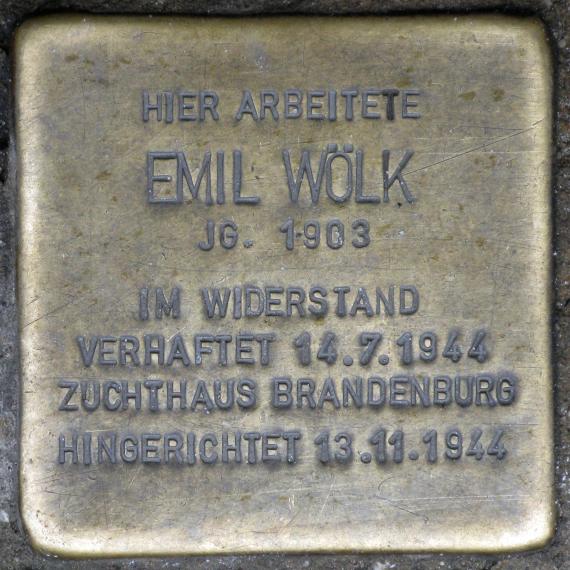 HIER ARBEITETE
EMIL WÖLK
JG. 1903
IM WIDERSTAND
VERHAFTET 14.7.1944
ZUCHTHAUS BRANDENBURG
HINGERICHTET 13.11.1944